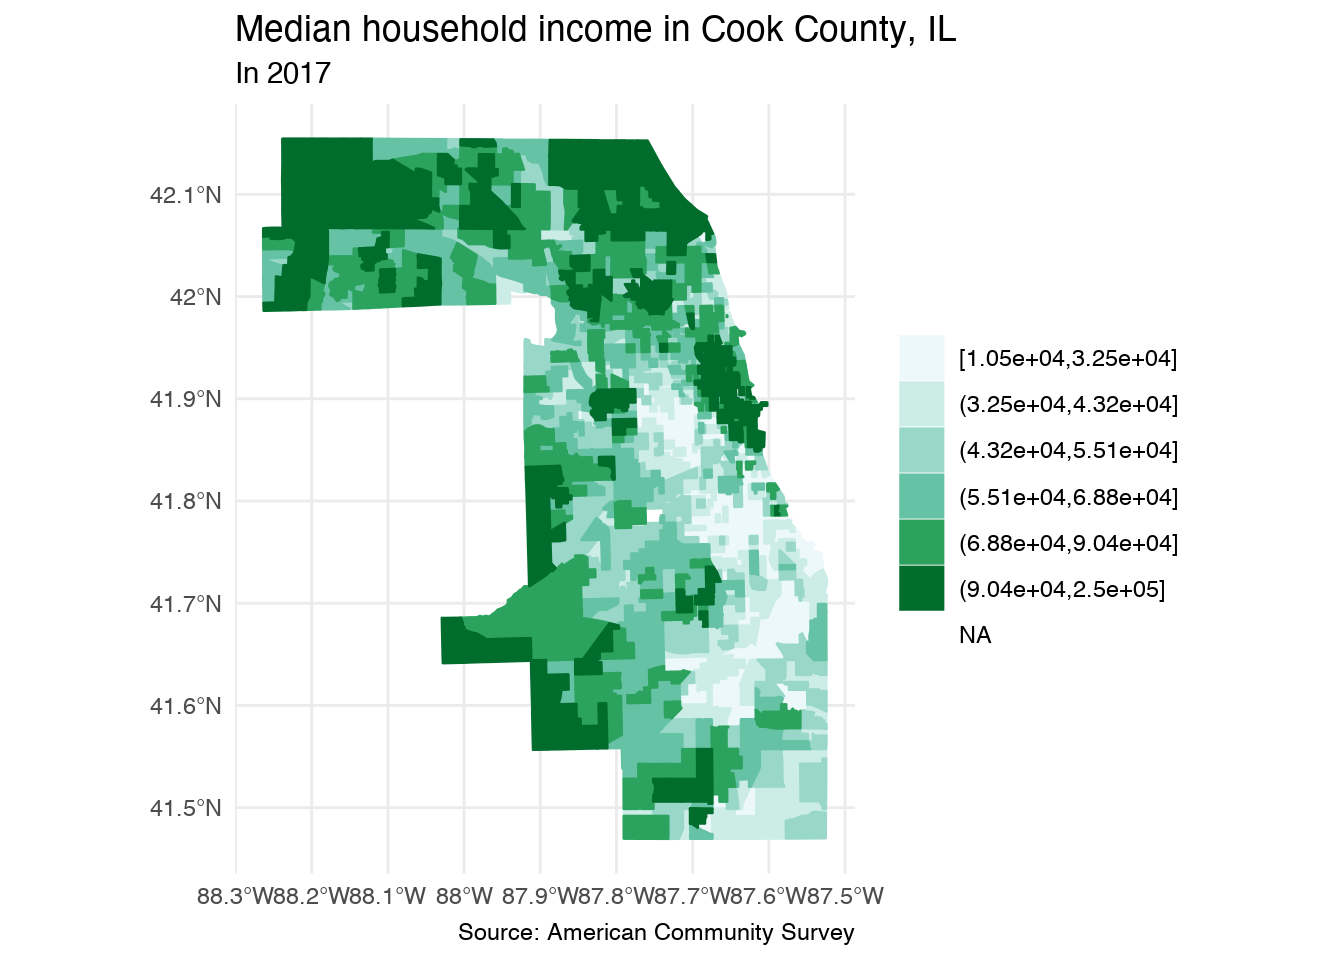 Median household income in Cook County, IL
In 2017
42.1°N
42°N
41.9°N
41.8°N
41.7°N
41.6°N
41.5°N
88.3°W 88.2°W 88.1°W 88°W 87.9°W 87.8°W 87.7°W 87.6°W 87.5°W
[1.05e+04,3.25e+04]
(3.25e+04,4.32e+04]
(4.32e+04,5.51e+04]
(5.51e+04,6.88e+04]
(6.88e+04,9.04e+04]
(9.04e+04,2.5e+05]
NA
Source: American Community Survey